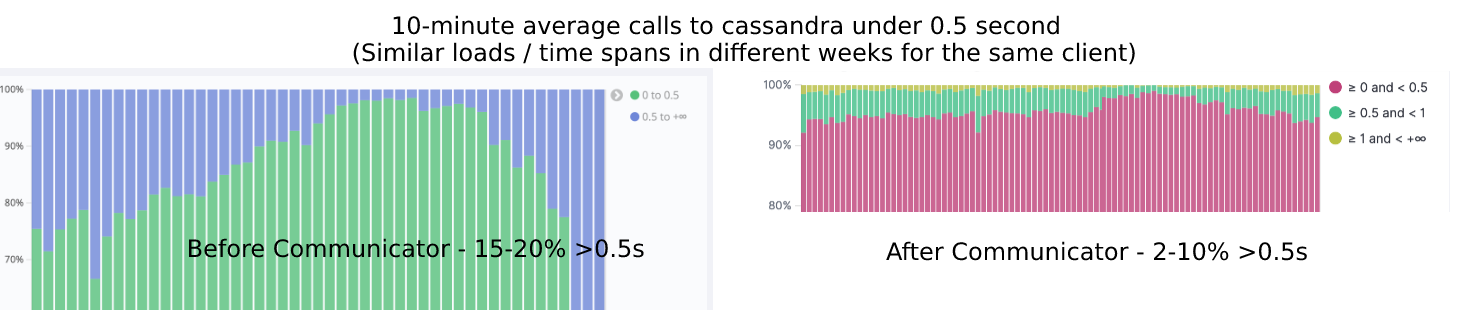 10-minute average calls to cassandra under 0.5 second
(Similar loads / time spans in different weeks for the same client)
100%
90%
80%
70%
0 to 0.5
0.5 to +∞
Before Communicator - 15-20% >0.5s
100%
90%
80%
≥ 0 and < 0.5
≥ 0.5 and < 1
≥ 1 and < +∞
After Communicator - 2-10% >0.5s